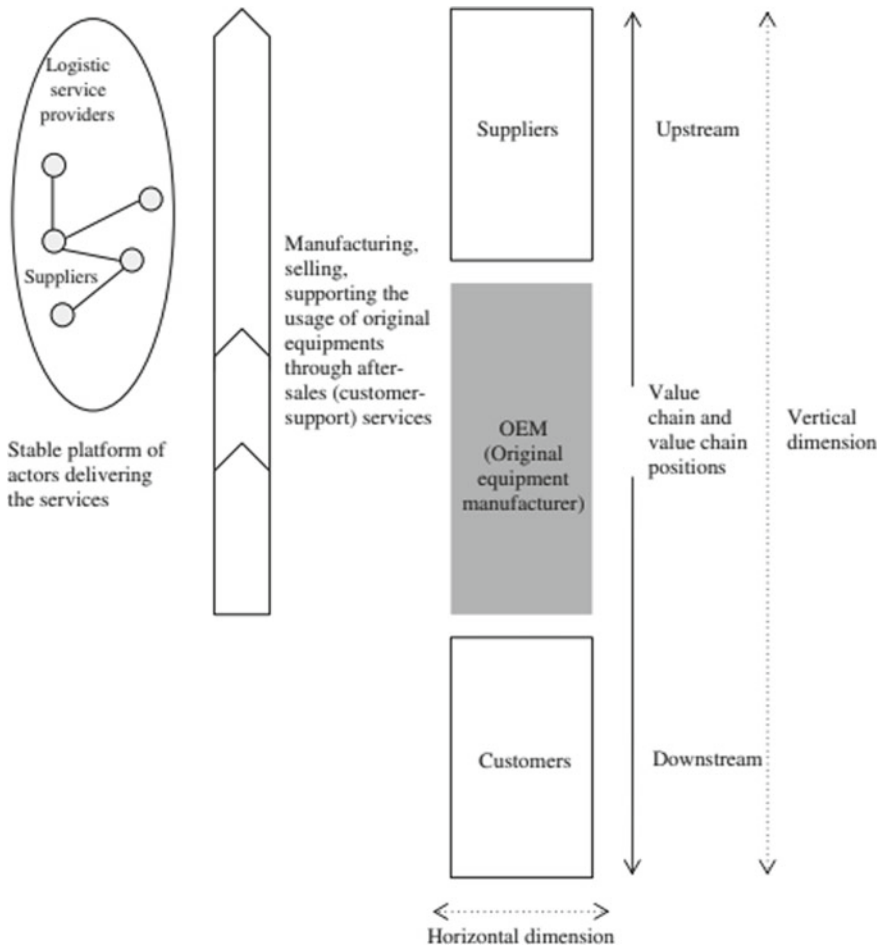 Logistic
service
providers
Suppliers
Stable platform of
actors delivering
the services
Manufacturing,
selling,
supporting the
usage of original
equipments
through after-
sales (customer-
support) services
Suppliers
OEM
(Original
equipment
manufacturer)
Customers
Upstream
Value
chain and
value chain
positions
Downstream
Vertical
dimension
Horizontal dimension